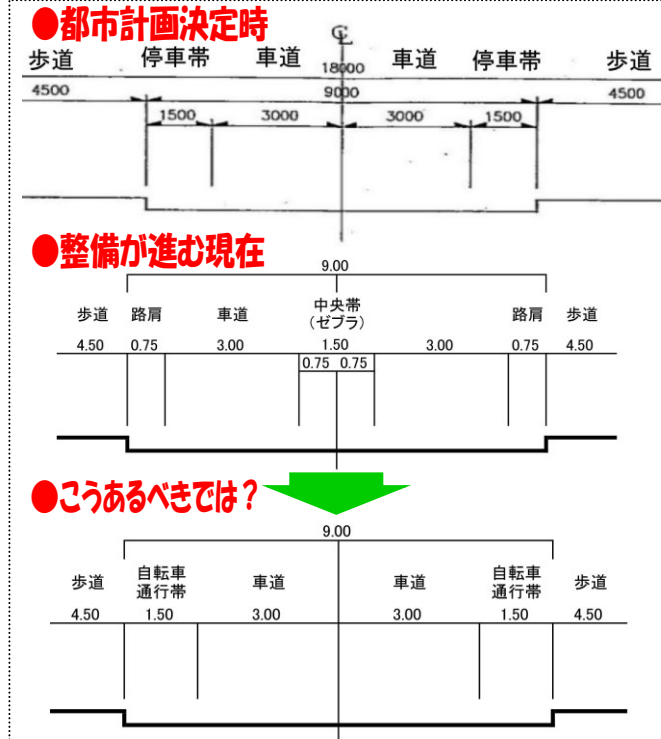 ●都市計画決定時
歩道 停車帯 車道 ℄ 車道 停車帯 歩道
18000
4500 9000 4500
1500 3000 3000 1500
●整備が進む現在
9.00
歩道 路肩 車道 中央帯 路肩 歩道
(ゼブラ)
4.50 0.75 3.00 1.50 3.00 0.75 4.50
0.75 0.75
●こうあるべきでは?
9.00
歩道 自転車 車道 車道 自転車 歩道
通行帯 通行帯
4.50 1.50 3.00 3.00 1.50 4.50